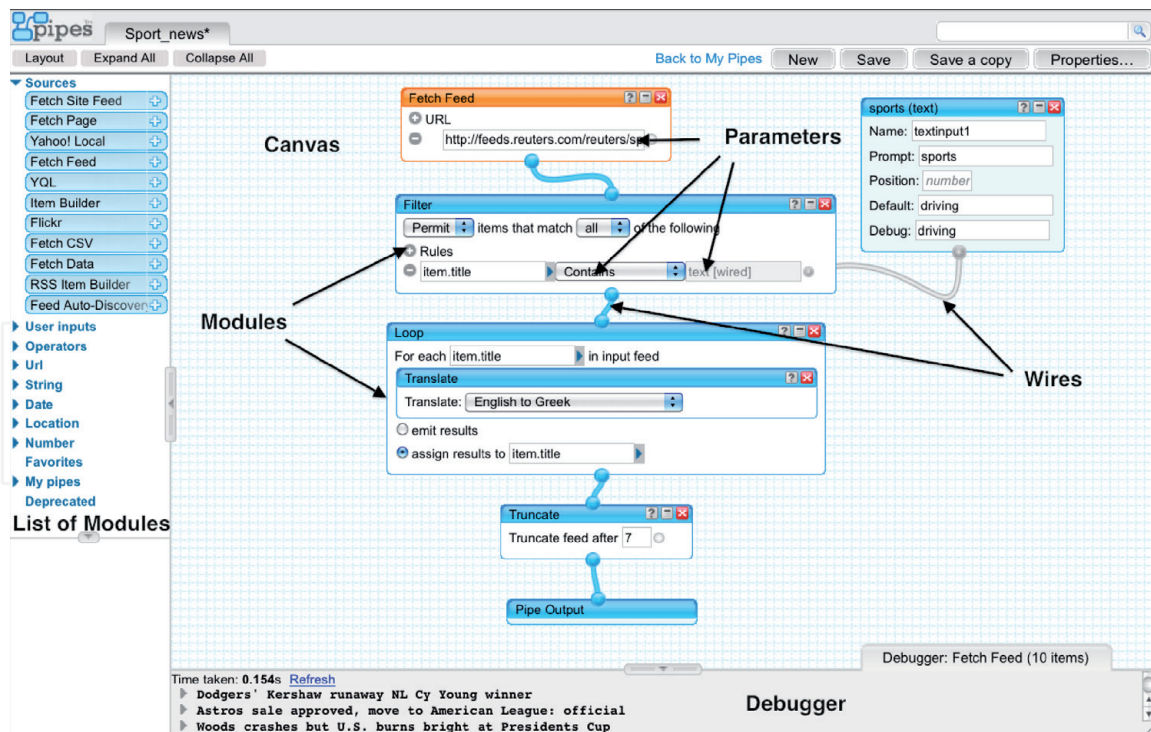 pipes
Sport_news*
Layout Expand All Collapse All Back to My Pipes New Save Save a copy Properties...
Sources
Fetch Site Feed
Fetch Page
Yahoo! Local
Fetch Feed
YQL
Item Builder
Flickr
Fetch CSV
Fetch Data
RSS Item Builder
Feed Auto-Discovery
User inputs
Operators
Url
String
Date
Location
Number
Favorites
My pipes
Deprecated
List of Modules
Canvas
Fetch Feed
URL
http://feeds.reuters.com/reuters/sp
Parameters
sports (text)
Name: textinput1
Prompt: sports
Position: number
Default: driving
Debug: driving
Filter
Permit items that match all of the following
Rules
item.title Contains text [wired]
Modules
Wires
Loop
For each item.title in input feed
Translate
Translate: English to Greek
emit results
assign results to item.title
Truncate
Truncate feed after 7
Pipe Output
Debugger: Fetch Feed (10 items)
Time taken: 0.154s Refresh
Dodgers' Kershaw runaway NL Cy Young winner
Astros sale approved, move to American League: official
Woods crashes but U.S. burns bright at Presidents Cup
Debugger